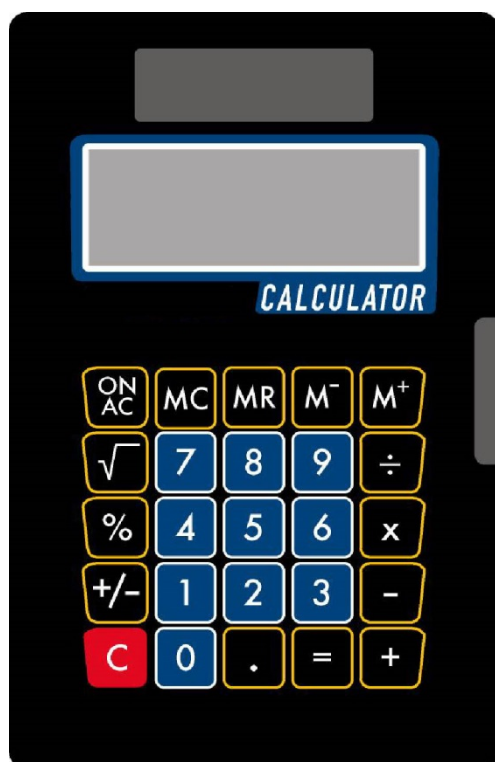 CALCULATOR
ON
AC MC MR M⁻ M⁺
√ 7 8 9 ÷
% 4 5 6 x
+/- 1 2 3 -
C 0 . = +